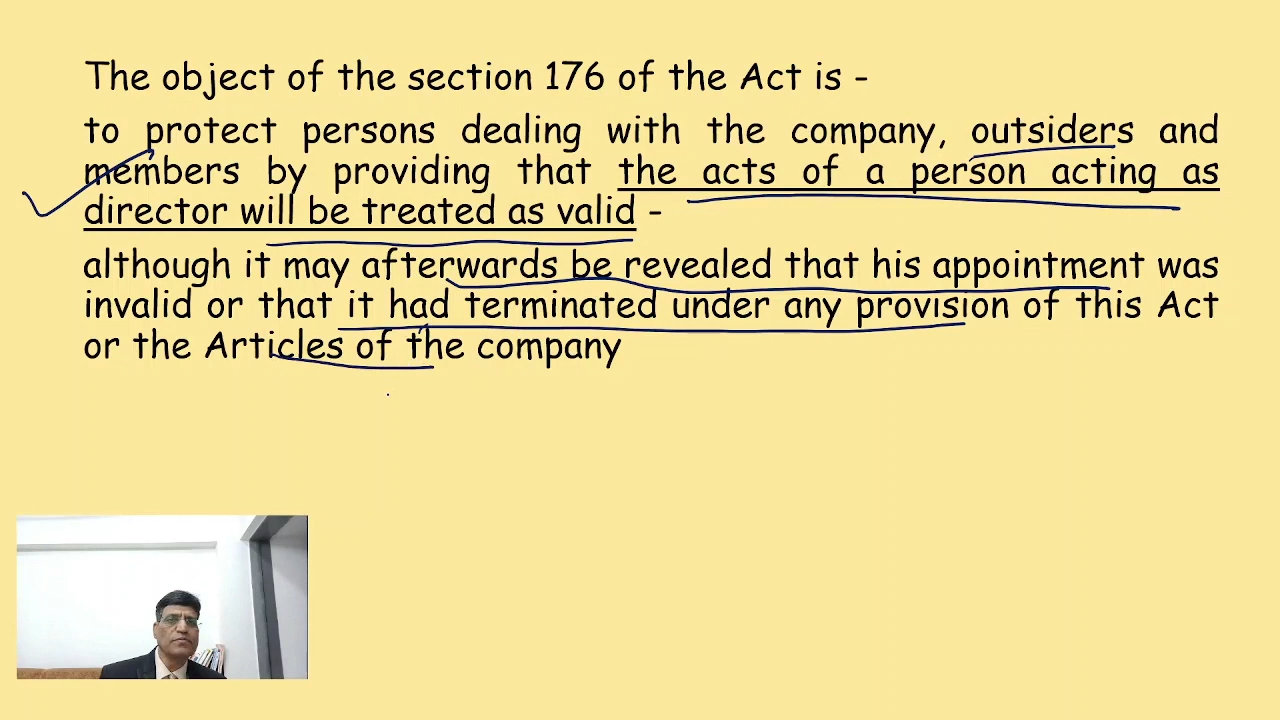 The object of the section 176 of the Act is -
to protect persons dealing with the company, outsiders and
members by providing that the acts of a person acting as
director will be treated as valid -
although it may afterwards be revealed that his appointment was
invalid or that it had terminated under any provision of this Act
or the Articles of the company